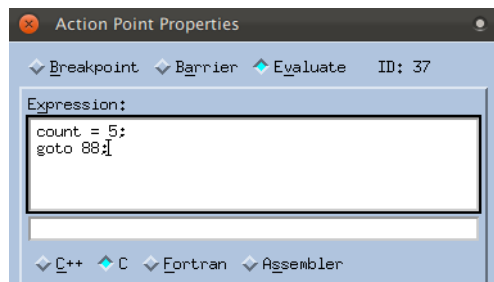 Action Point Properties
Breakpoint Barrier Evaluate ID: 37
Expression:
count = 5;
goto 88;
C++ C Fortran Assembler